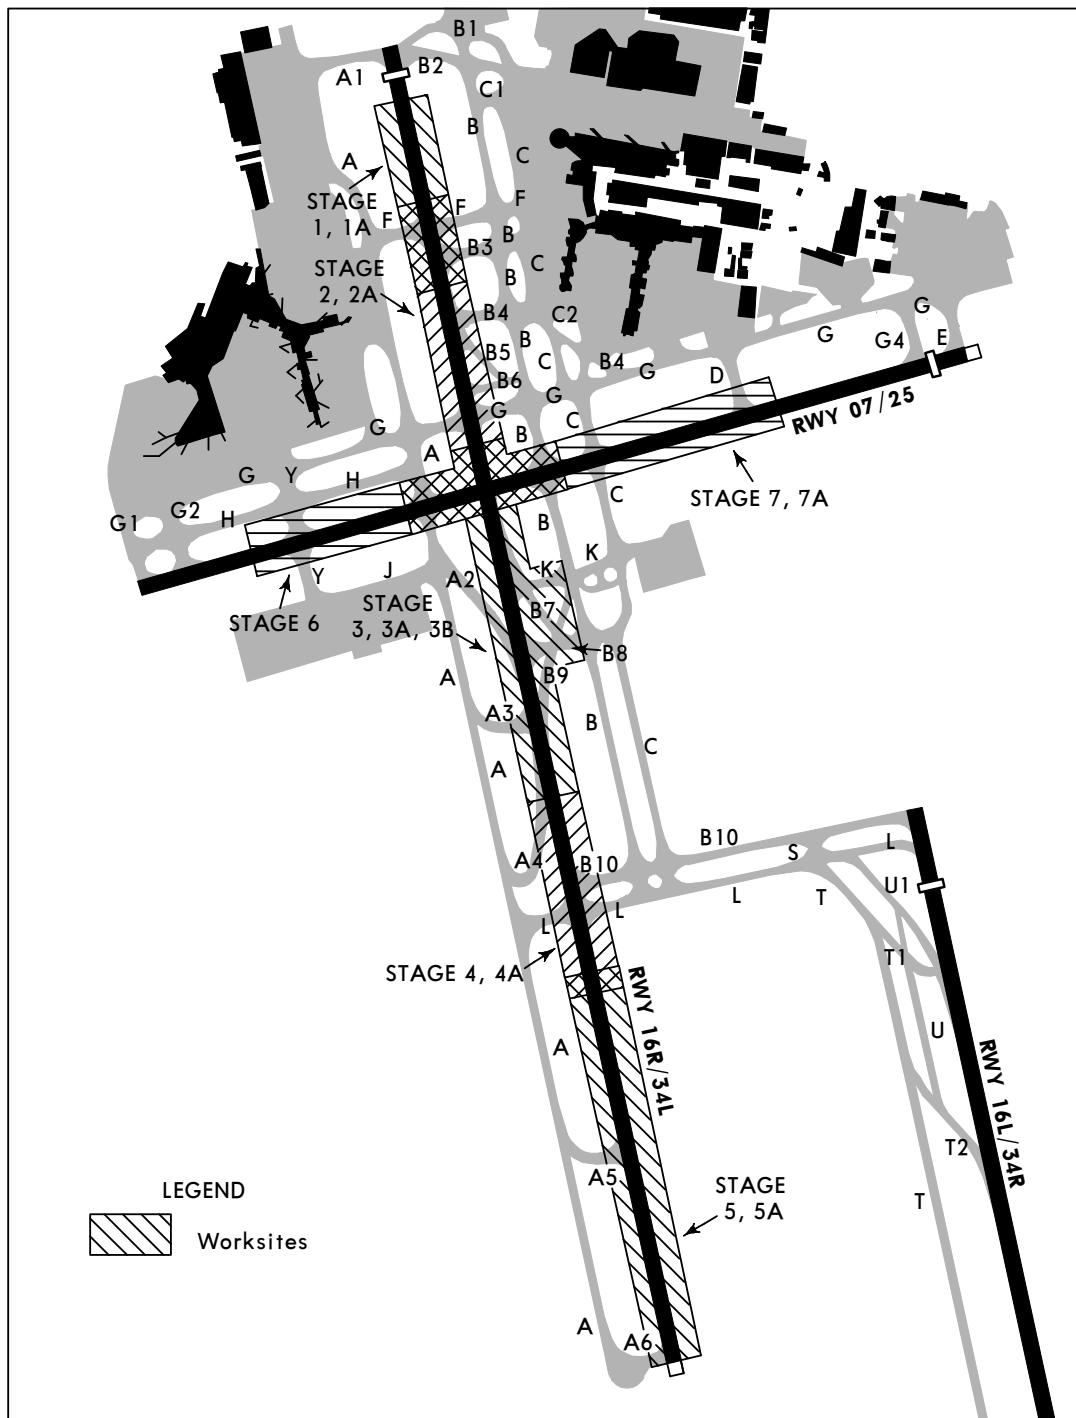 B1
B2
A1
C1
B
C
A
STAGE
1, 1A
F
F
F
B
B3
C
STAGE
2, 2A
B
G
B4
C2
B
G
G4
E
B5
C
B4
G
D
B6
G
G
RWY 07/25
C
G
B
A
G
Y
H
STAGE 7, 7A
C
G2
H
G1
B
K
K
Y
J
A2
STAGE
3, 3A, 3B
B7
STAGE 6
B8
A
B9
A3
B
C
A
B10
S
L
A4
B10
U1
L
T
L
L
T1
STAGE 4, 4A
RWY 16R/34L
U
A
RWY 16L/34R
T2
A5
STAGE
5, 5A
T
LEGEND
Worksites
A
A6